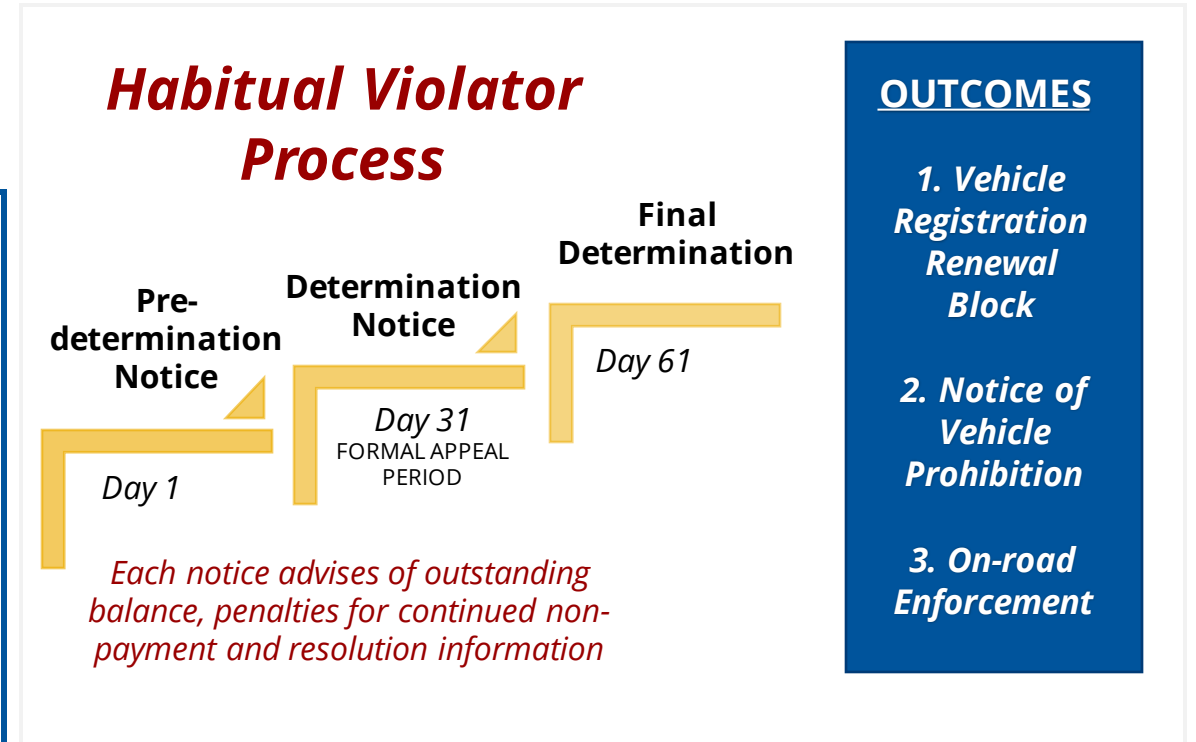 Habitual Violator
Process
Pre-
determination
Notice
Day 1
Determination
Notice
Day 31
FORMAL APPEAL
PERIOD
Final
Determination
Day 61
Each notice advises of outstanding
balance, penalties for continued non-
payment and resolution information
OUTCOMES
1. Vehicle
Registration
Renewal
Block
2. Notice of
Vehicle
Prohibition
3. On-road
Enforcement